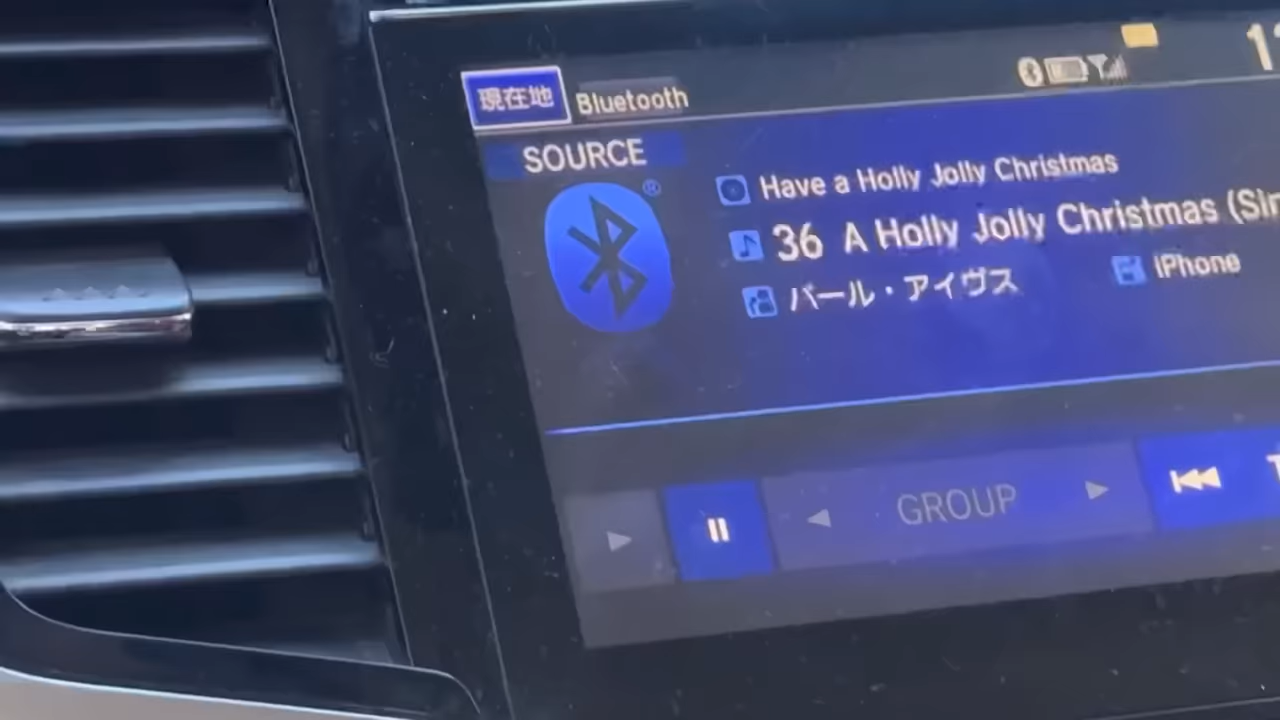 現在地 Bluetooth
SOURCE
Have a Holly Jolly Christmas
36 A Holly Jolly Christmas (Sin
バール・アイヴス iPhone
GROUP